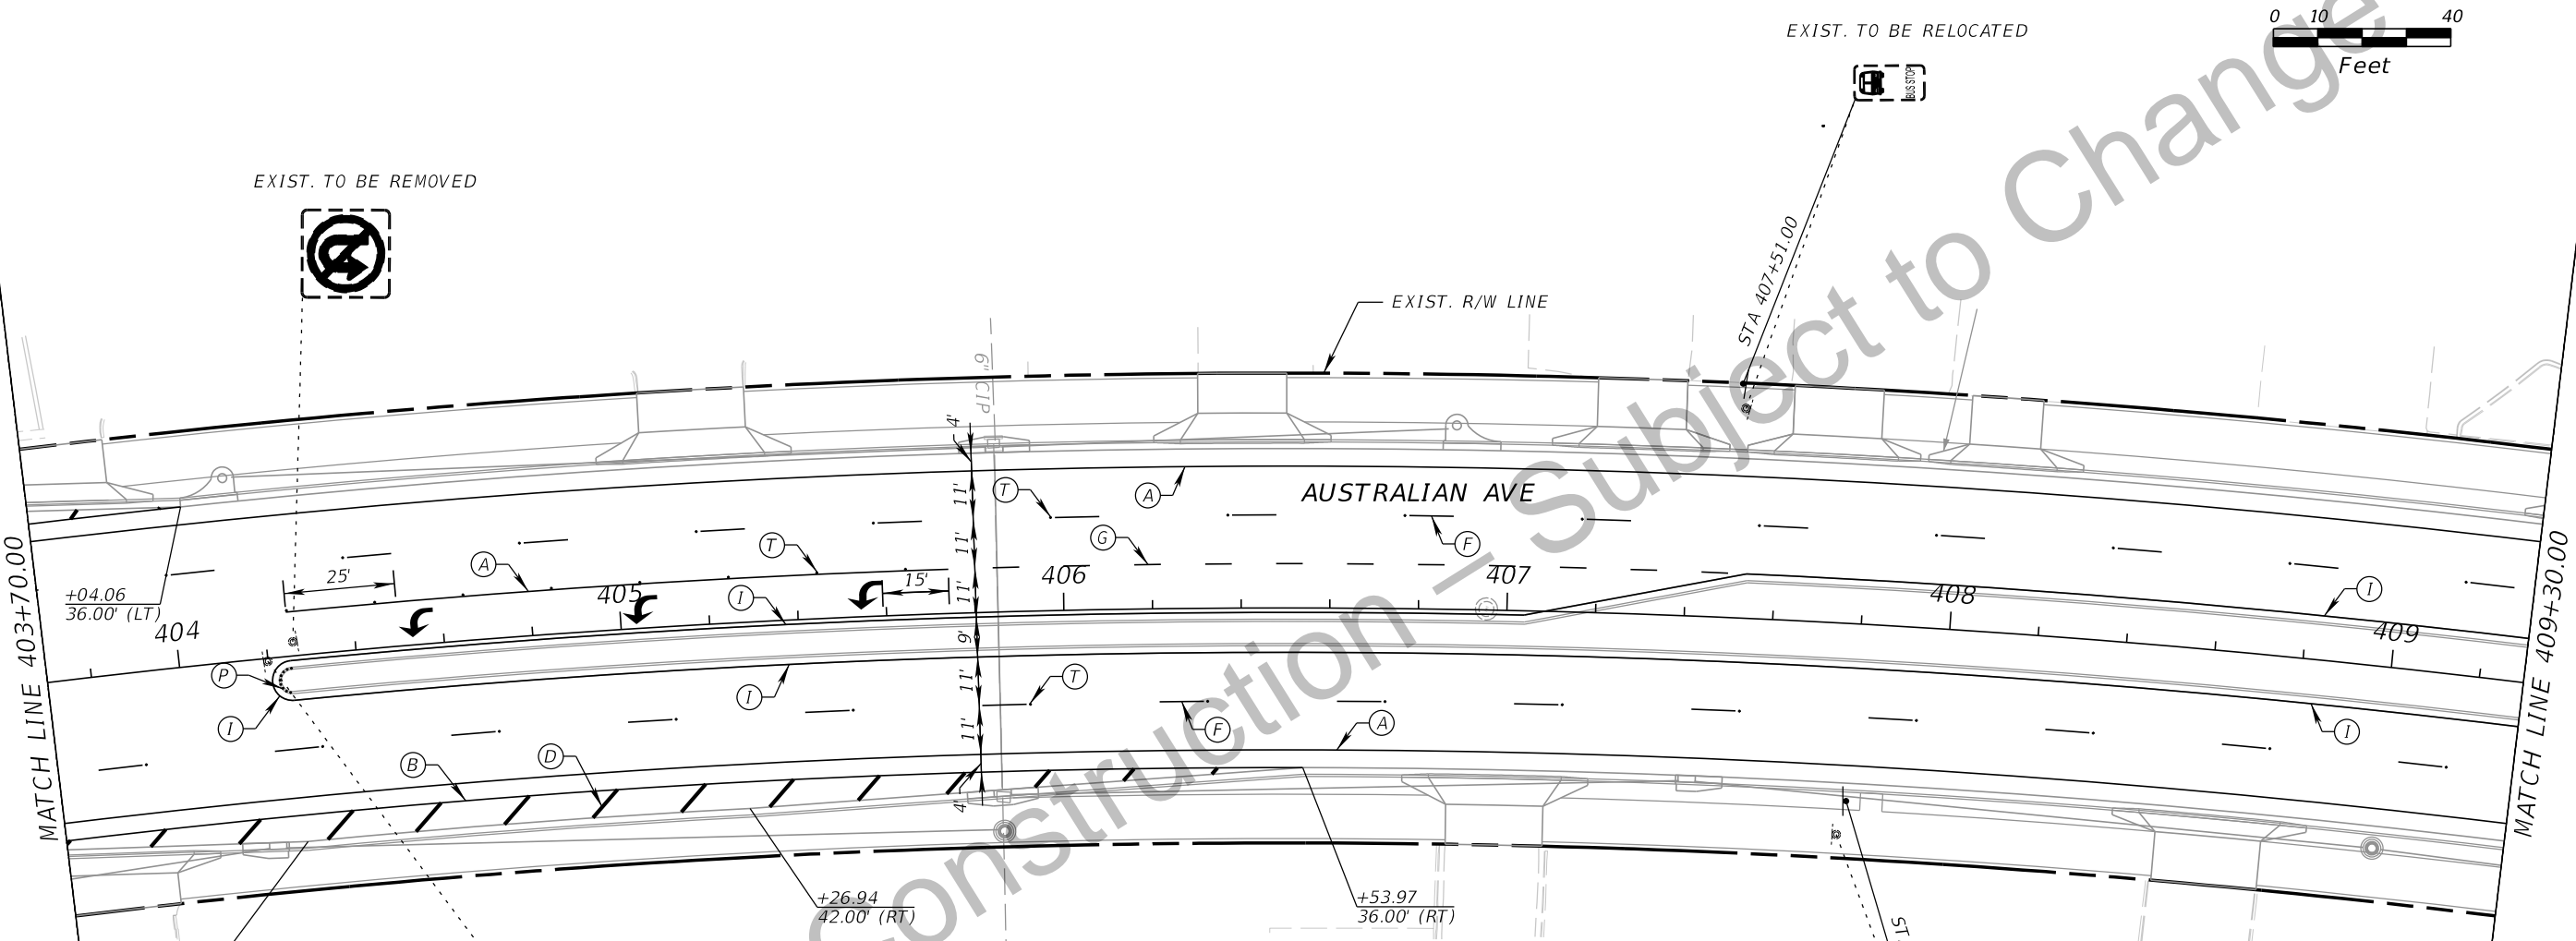 0 10 40
Feet
EXIST. TO BE RELOCATED
BUS STOP
EXIST. TO BE REMOVED
STA 407+51.00
EXIST. R/W LINE
6" CIP
4'
11'
11'
11'
9'
11'
11'
4'
T
A
AUSTRALIAN AVE
G
F
T
A
25'
15'
404
405
406
407
408
409
+04.06
36.00' (LT)
I
I
P
I
I
T
F
A
I
B
D
MATCH LINE 403+70.00
MATCH LINE 409+30.00
+26.94
42.00' (RT)
+53.97
36.00' (RT)
Construction – Subject to Change